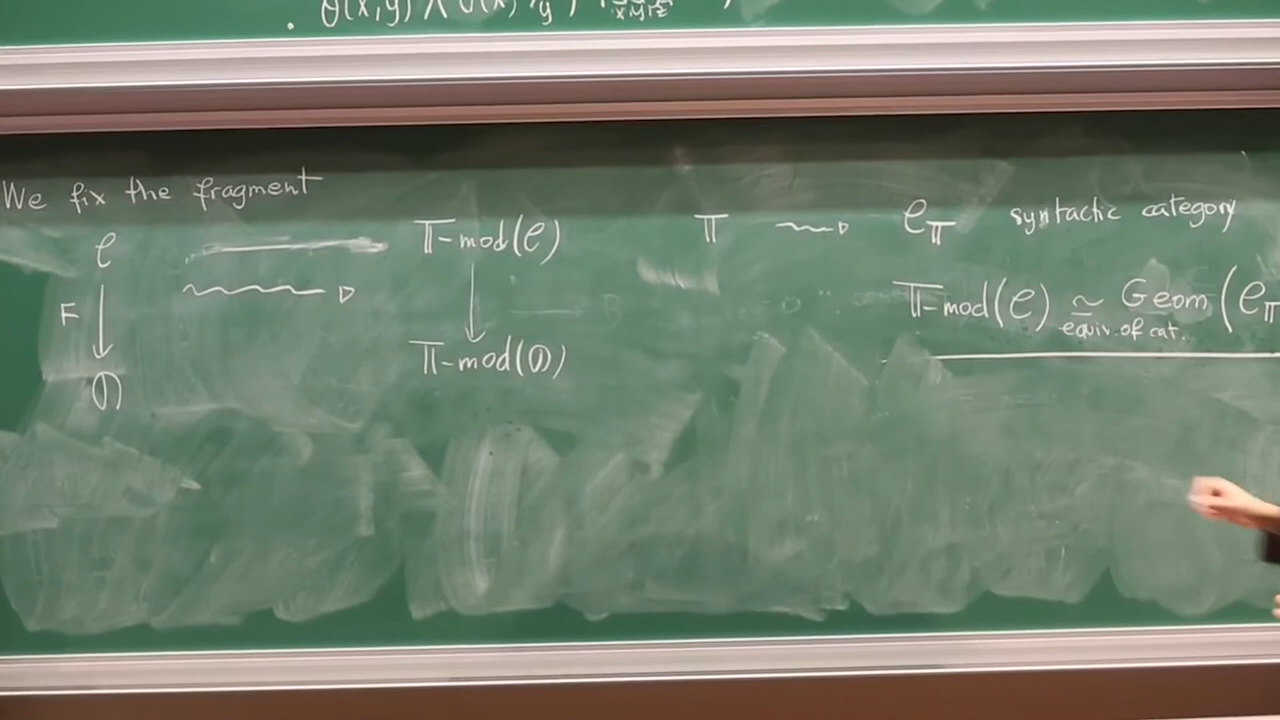 θ(x,y) ∧ θ(x
We fix the fragment
𝒞
F
𝒟
𝕋-mod(𝒞)
𝕋-mod(𝒟)
𝕋 ⇝ 𝒞_𝕋 syntactic category
𝕋-mod(𝒞) ≃ Geom(𝒞_𝕋
equiv. of cat.